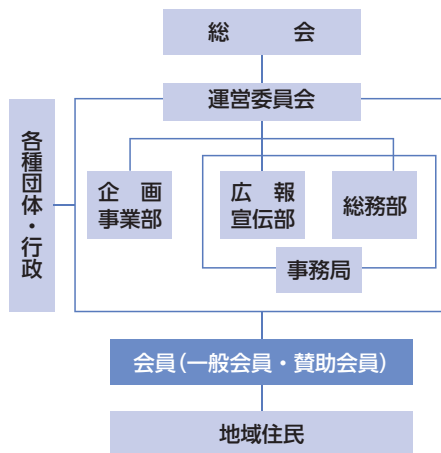 総　会
運営委員会
各種団体・行政
企　画
事業部
広　報
宣伝部
総務部
事務局
会員（一般会員・賛助会員）
地域住民